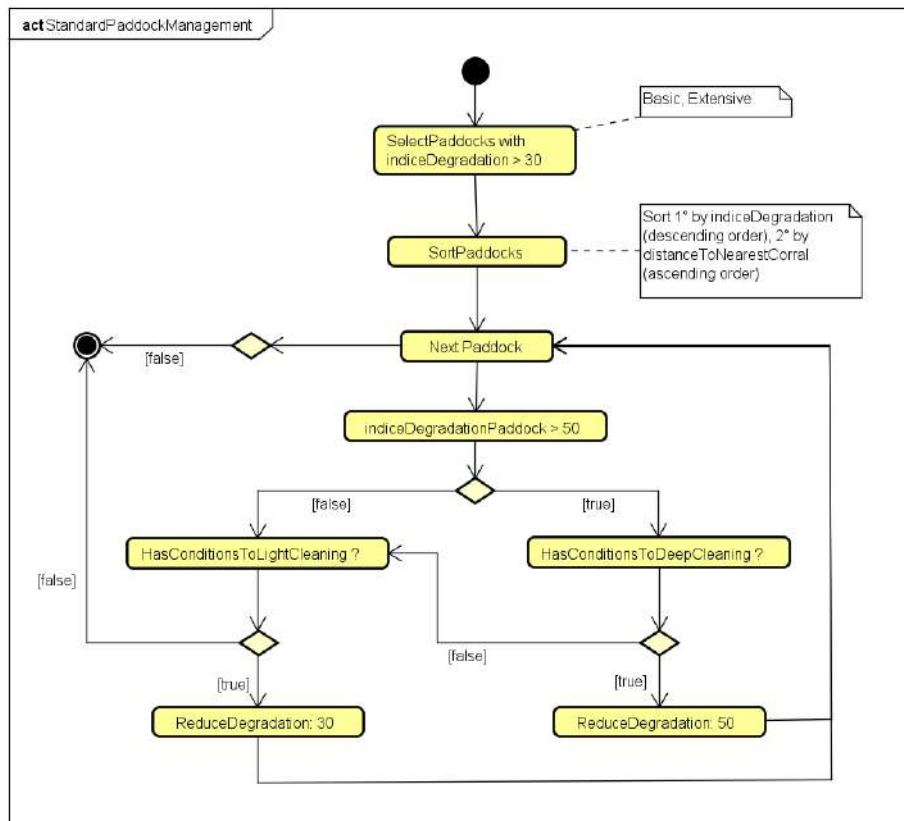 act StandardPaddockManagement
Basic, Extensive
SelectPaddocks with
indiceDegradation > 30
Sort 1° by indiceDegradation
(descending order), 2° by
distanceToNearestCorral
(ascending order)
SortPaddocks
Next Paddock
[false]
indiceDegradationPaddock > 50
[false]
[true]
HasConditionsToLightCleaning ?
HasConditionsToDeepCleaning ?
[false]
[false]
[true]
[true]
ReduceDegradation: 30
ReduceDegradation: 50